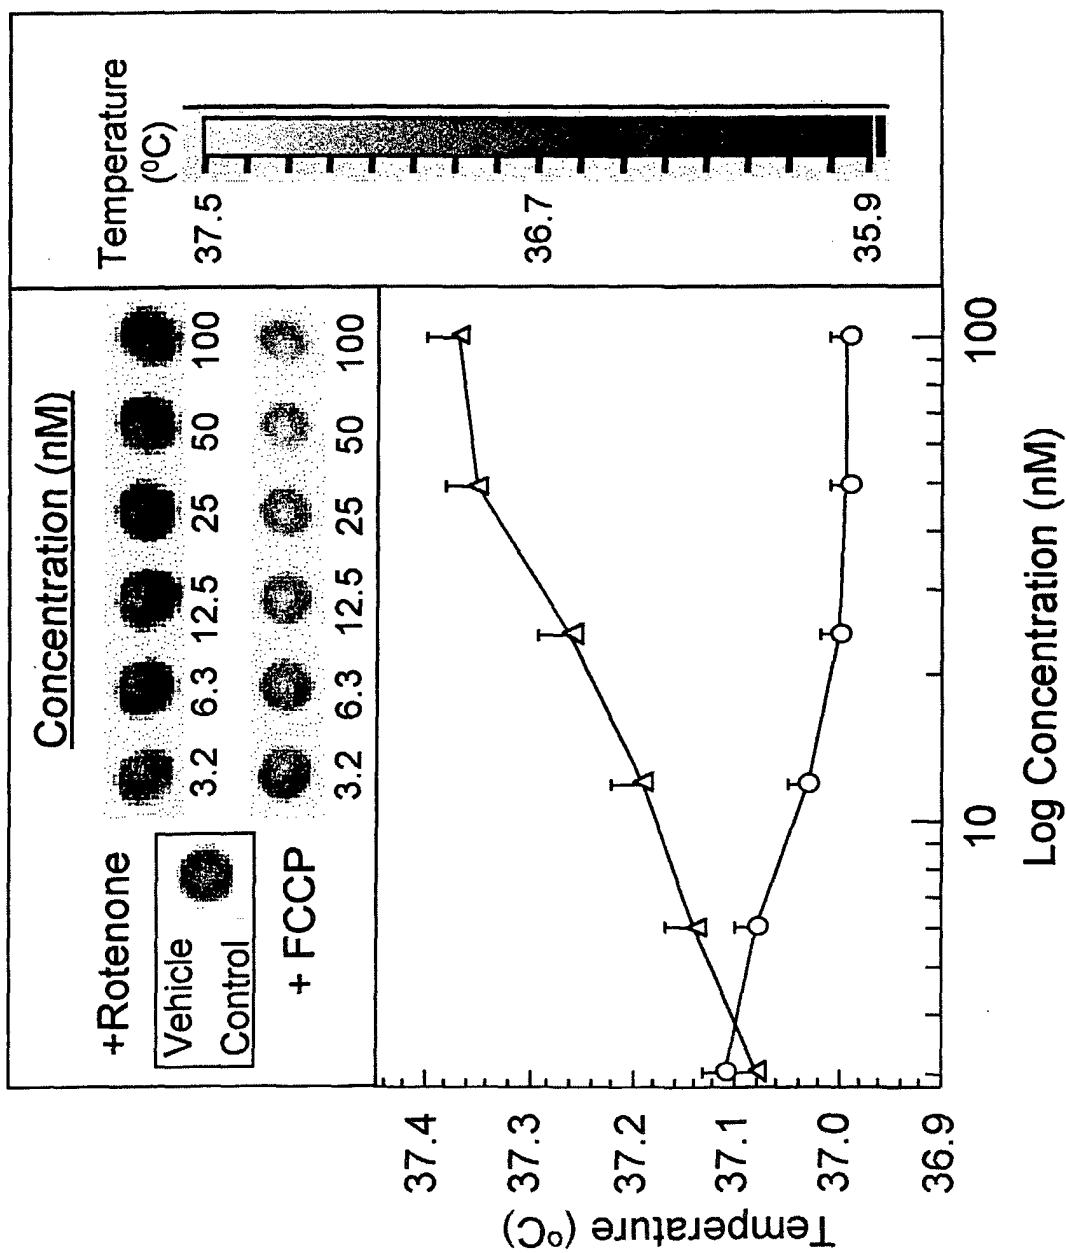 Concentration (nM)
+Rotenone
3.2 6.3 12.5 25 50 100
Vehicle
Control
+ FCCP
3.2 6.3 12.5 25 50 100
Temperature
(⁰C)
37.5
36.7
35.9
Temperature (⁰C)
37.4
37.3
37.2
37.1
37.0
36.9
10 100
Log Concentration (nM)